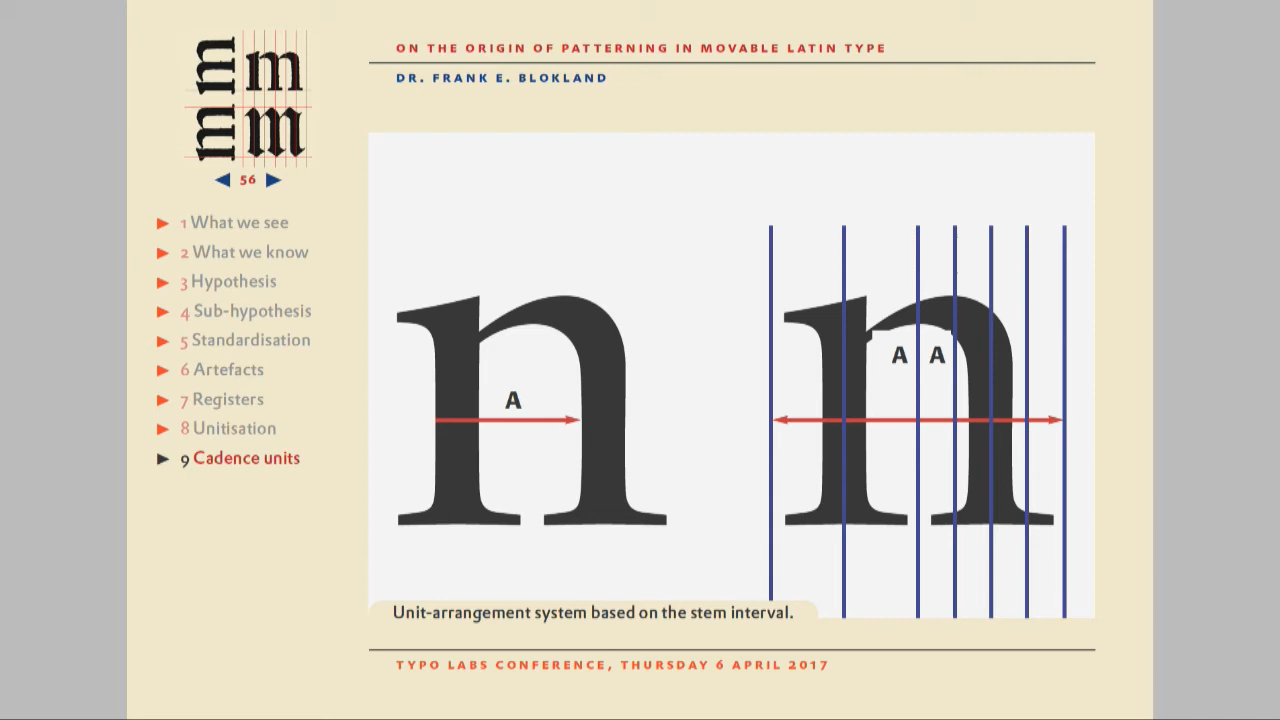 m m
m m
56
1 What we see
2 What we know
3 Hypothesis
4 Sub-hypothesis
5 Standardisation
6 Artefacts
7 Registers
8 Unitisation
9 Cadence units
ON THE ORIGIN OF PATTERNING IN MOVABLE LATIN TYPE
DR. FRANK E. BLOKLAND
n n
A A
A
Unit-arrangement system based on the stem interval.
TYPO LABS CONFERENCE, THURSDAY 6 APRIL 2017